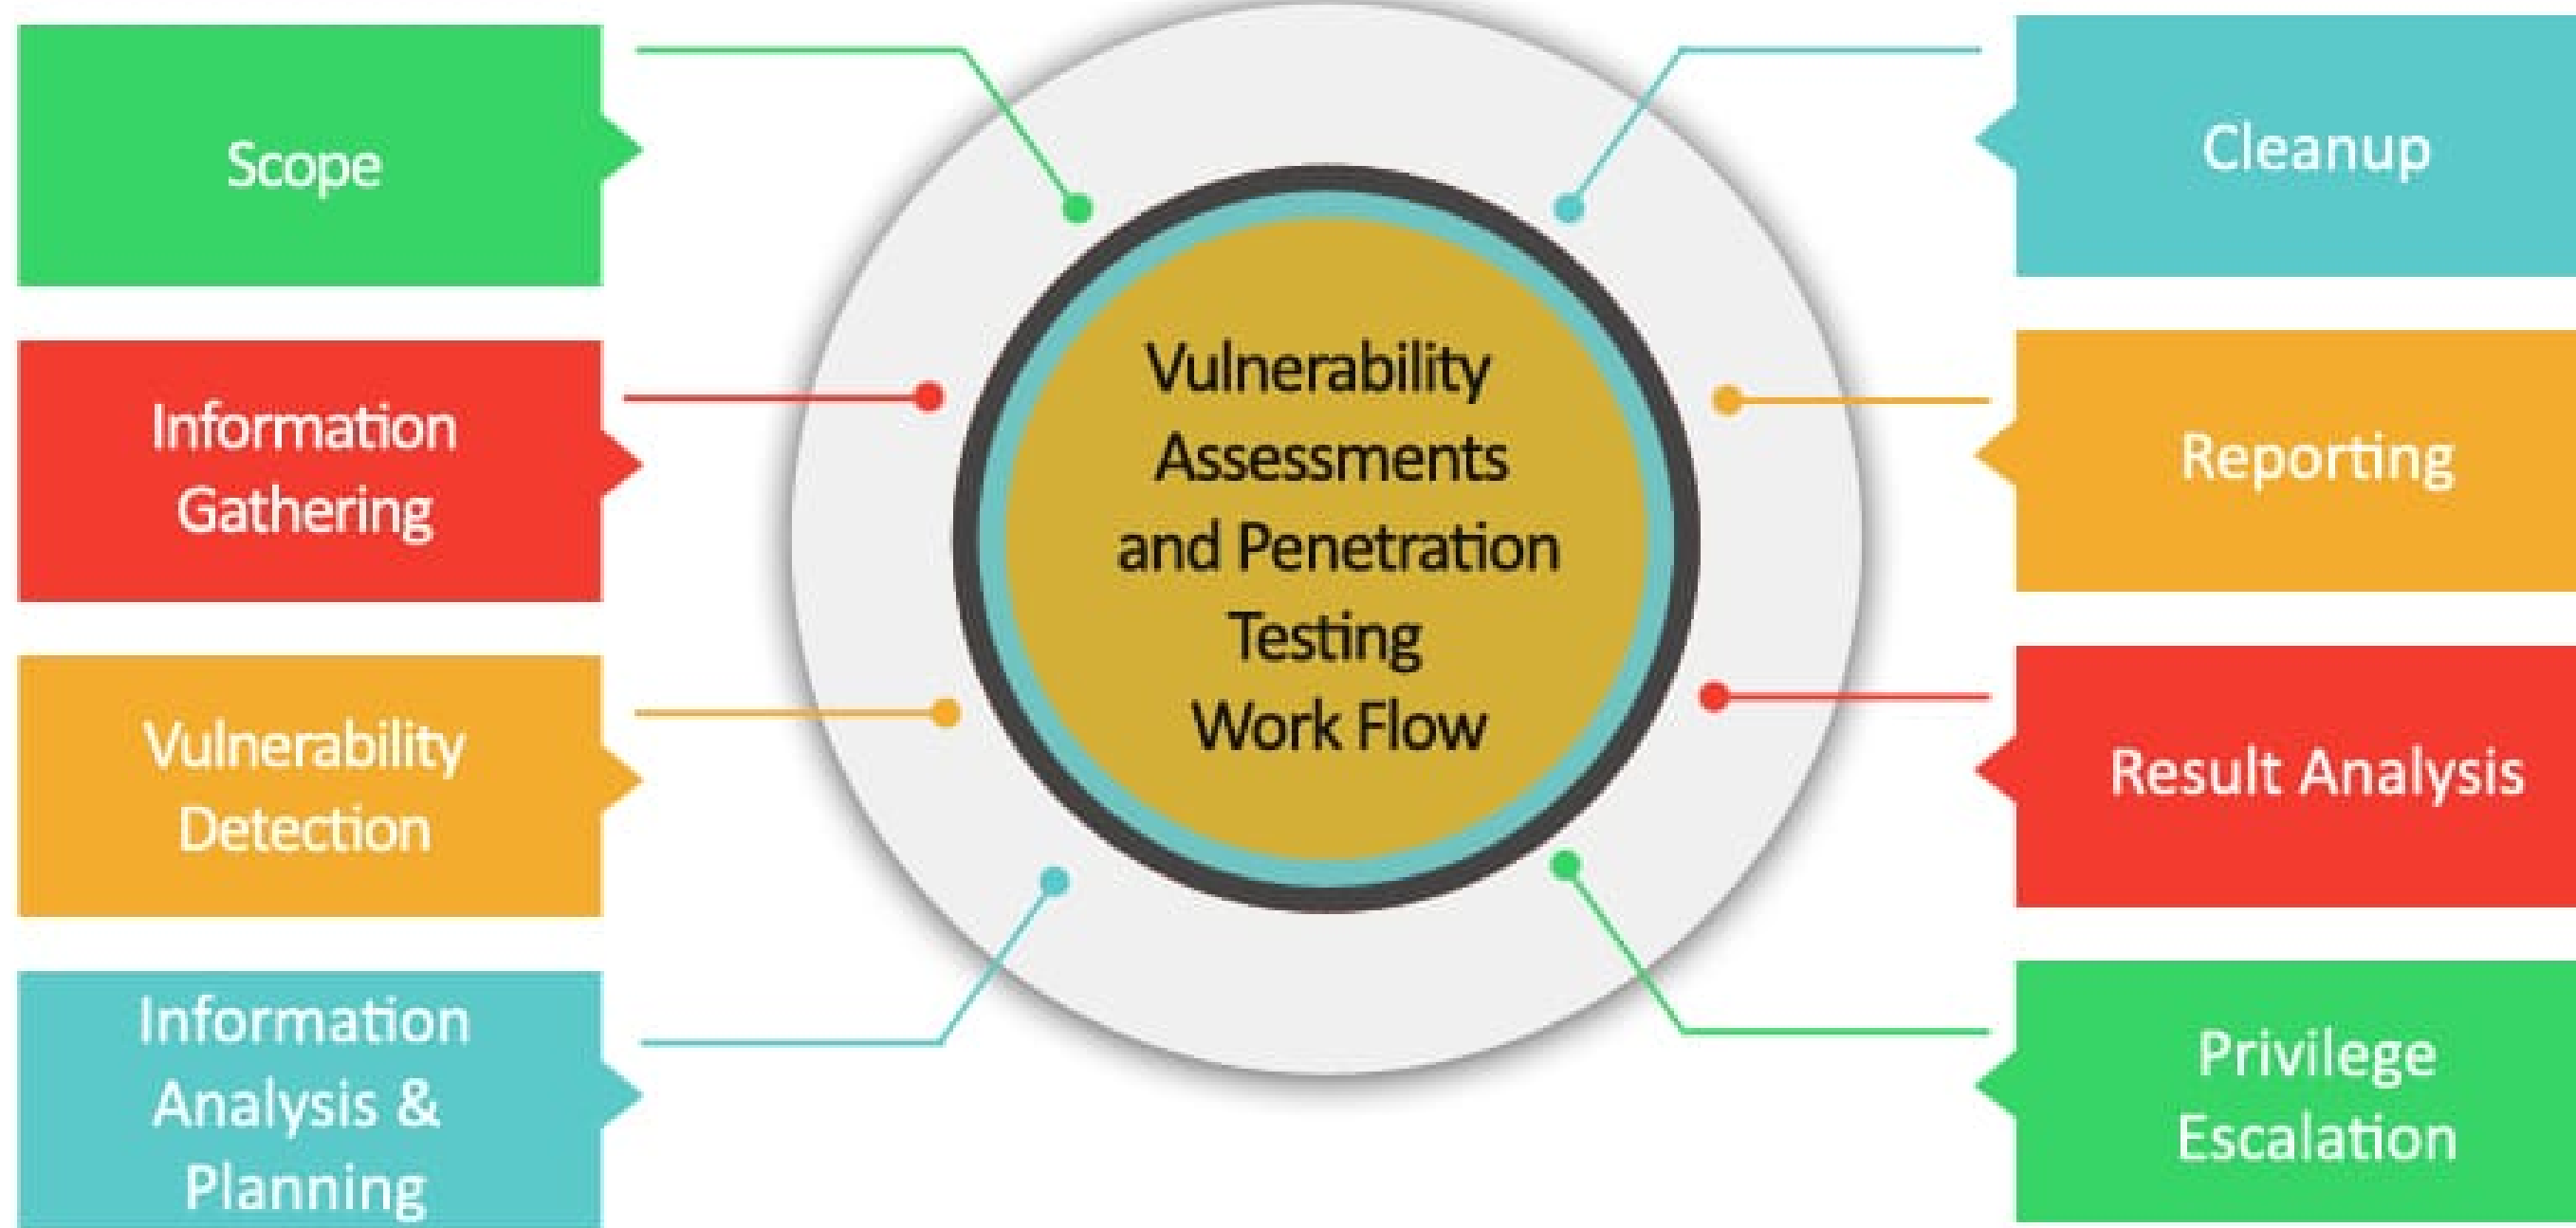 Scope
Information
Gathering
Vulnerability
Detection
Information
Analysis &
Planning
Vulnerability
Assessments
and Penetration
Testing
Work Flow
Cleanup
Reporting
Result Analysis
Privilege
Escalation